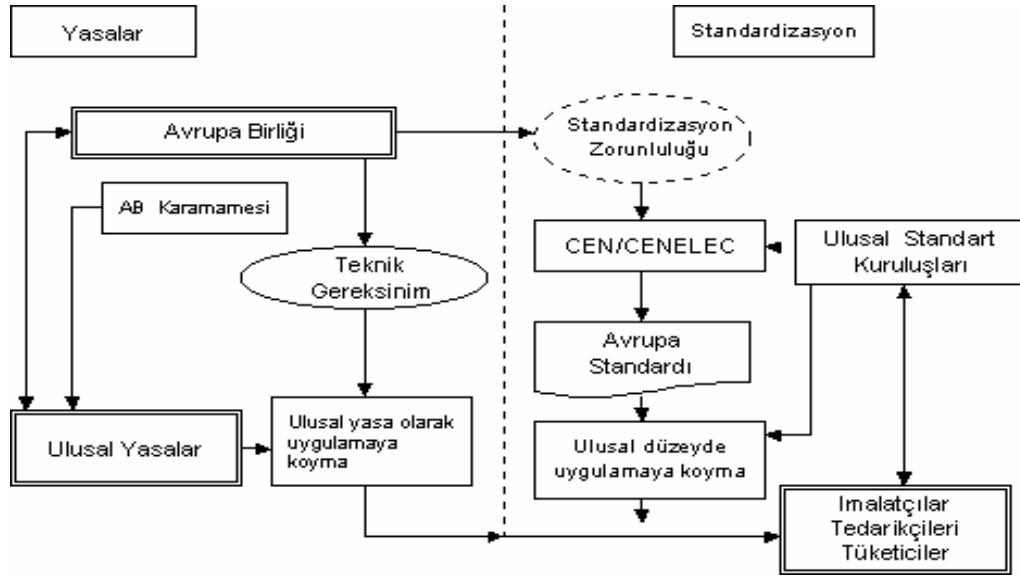 Yasalar
Standardizasyon
Avrupa Birliği
Standardizasyon
Zorunluluğu
AB Karamamesi
CEN/CENELEC
Ulusal Standart
Kuruluşları
Teknik
Gereksinim
Avrupa
Standardı
Ulusal Yasalar
Ulusal yasa olarak
uygulamaya
koyma
Ulusal düzeyde
uygulamaya koyma
Imalatçılar
Tedarikçileri
Tüketiciler